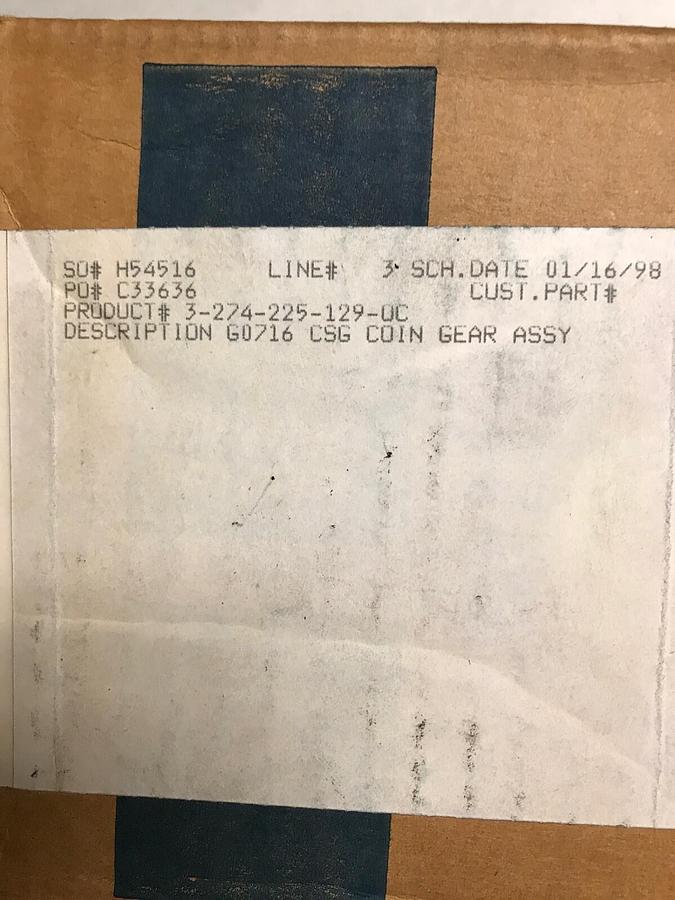 SO# H54516 LINE# 3 SCH.DATE 01/16/98
PO# C33636 CUST.PART#
PRODUCT# 3-274-225-129-OC
DESCRIPTION G0716 CSG COIN GEAR ASSY